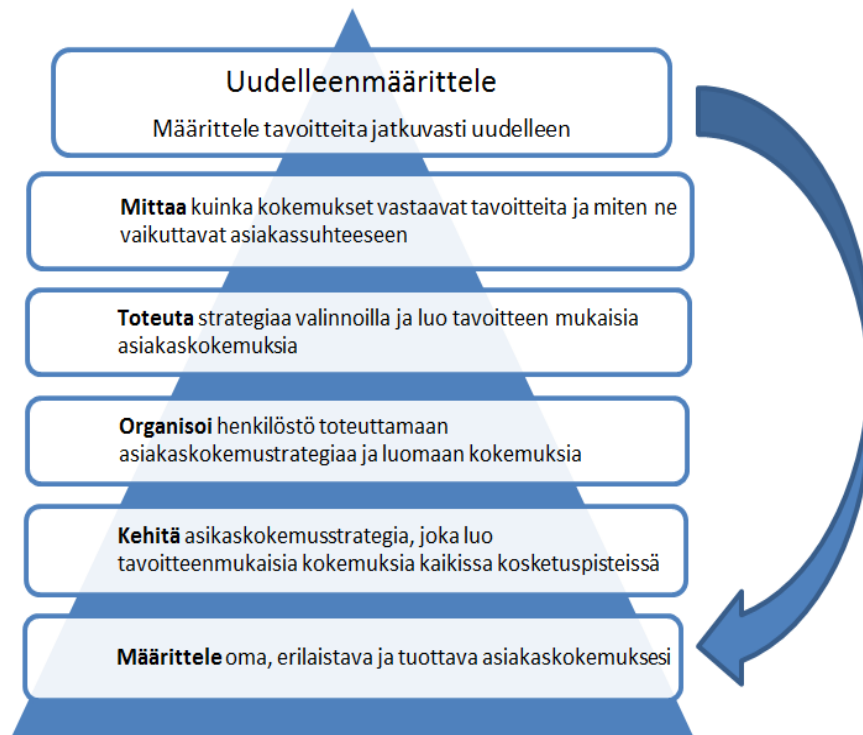 Uudelleenmäärittele
Määrittele tavoitteita jatkuvasti uudelleen
Mittaa kuinka kokemukset vastaavat tavoitteita ja miten ne
vaikuttavat asiakassuhteeseen
Toteuta strategiaa valinnoilla ja luo tavoitteen mukaisia
asiakaskokemuksia
Organisoi henkilöstö toteuttamaan
asiakaskokemustrategiaa ja luomaan kokemuksia
Kehitä asikaskokemusstrategia, joka luo
tavoitteenmukaisia kokemuksia kaikissa kosketuspisteissä
Määrittele oma, erilaistava ja tuottava asiakaskokemuksesi